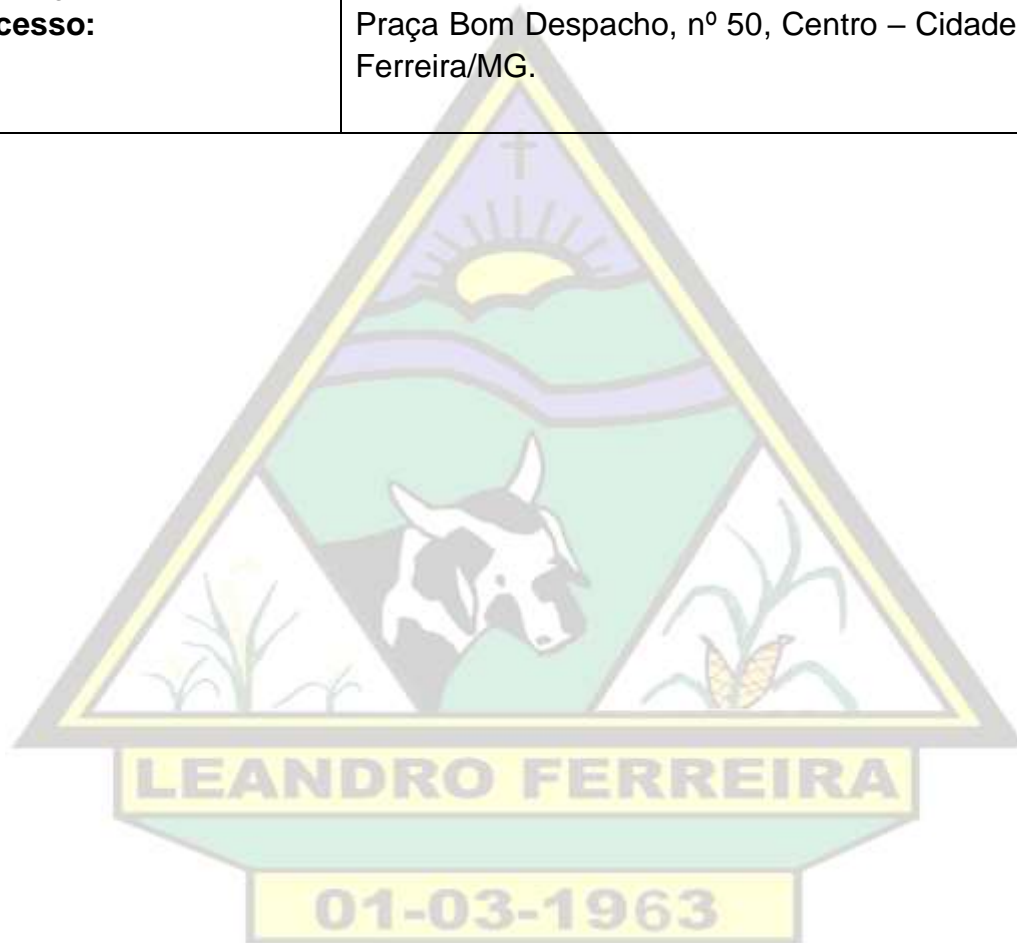 cesso:
Praça Bom Despacho, nº 50, Centro – Cidade
Ferreira/MG.
LEANDRO FERREIRA
01-03-1963